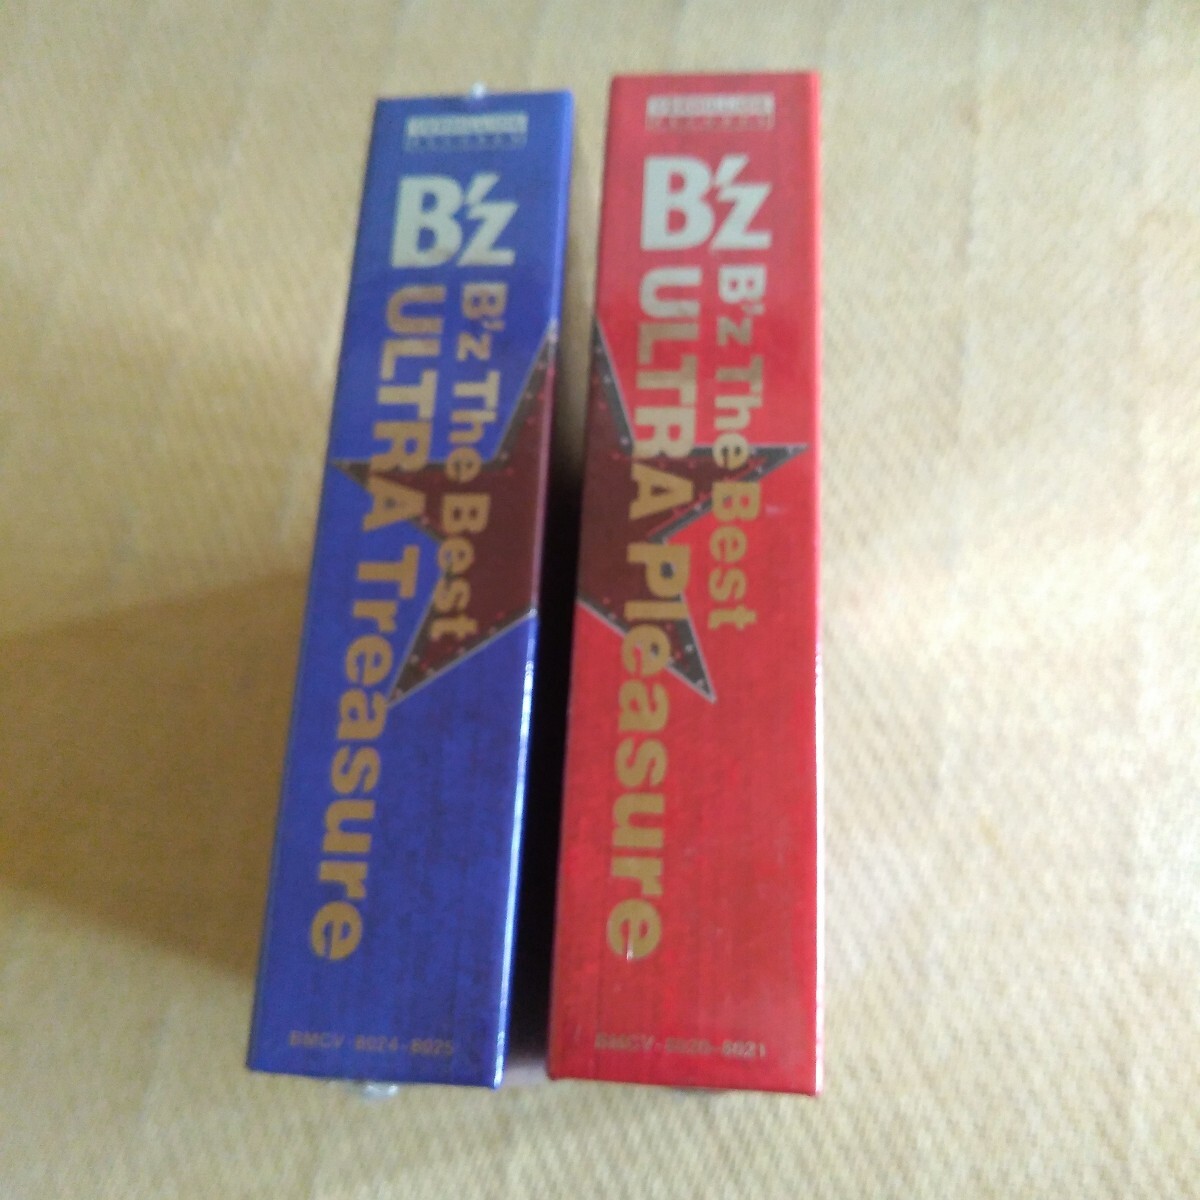 B'z
B'z The Best
ULTRA Treasure
BMCV-8024-8025
B'z
B'z The Best
ULTRA Pleasure
BMCV-8020-8021